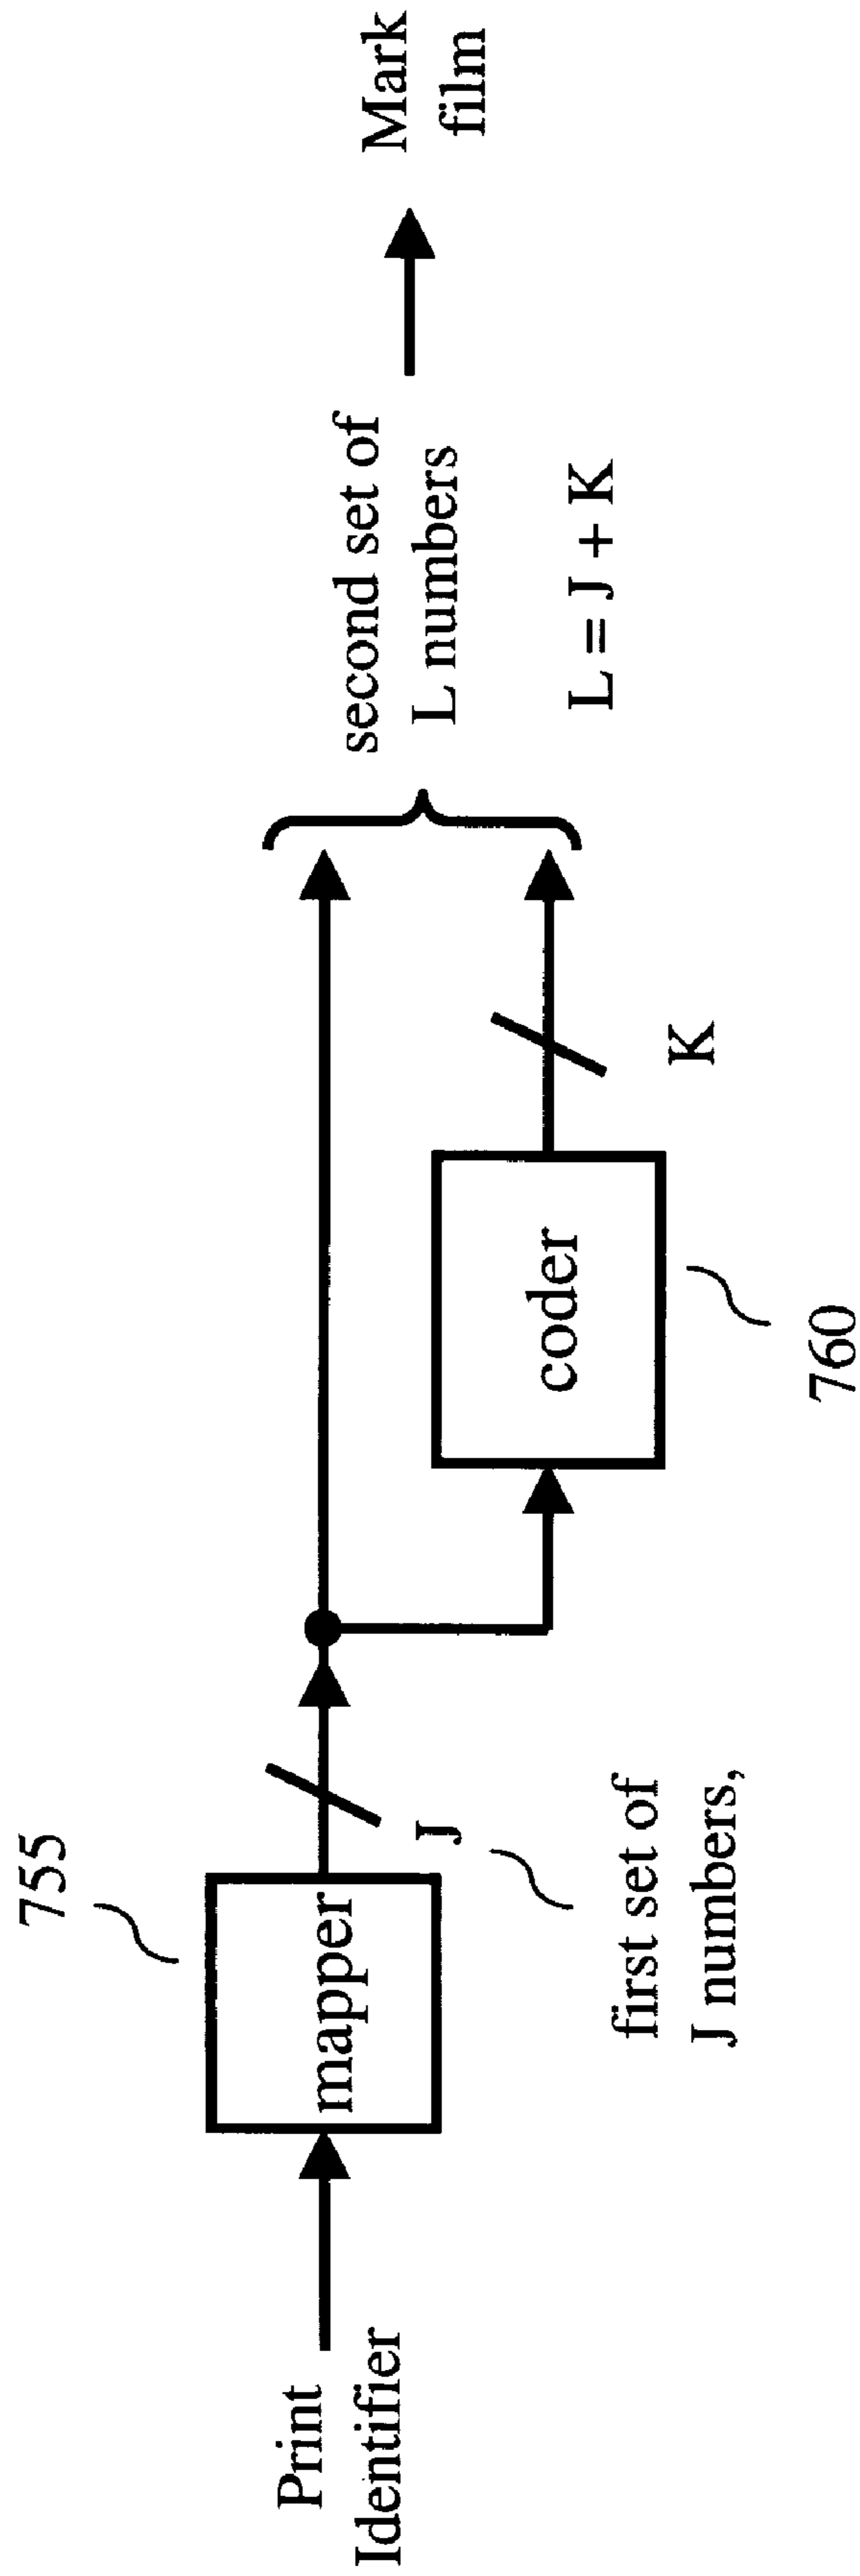 Print
Identifier
755
mapper
J
first set of
J numbers,
coder
760
K
second set of
L numbers
L = J + K
Mark
film